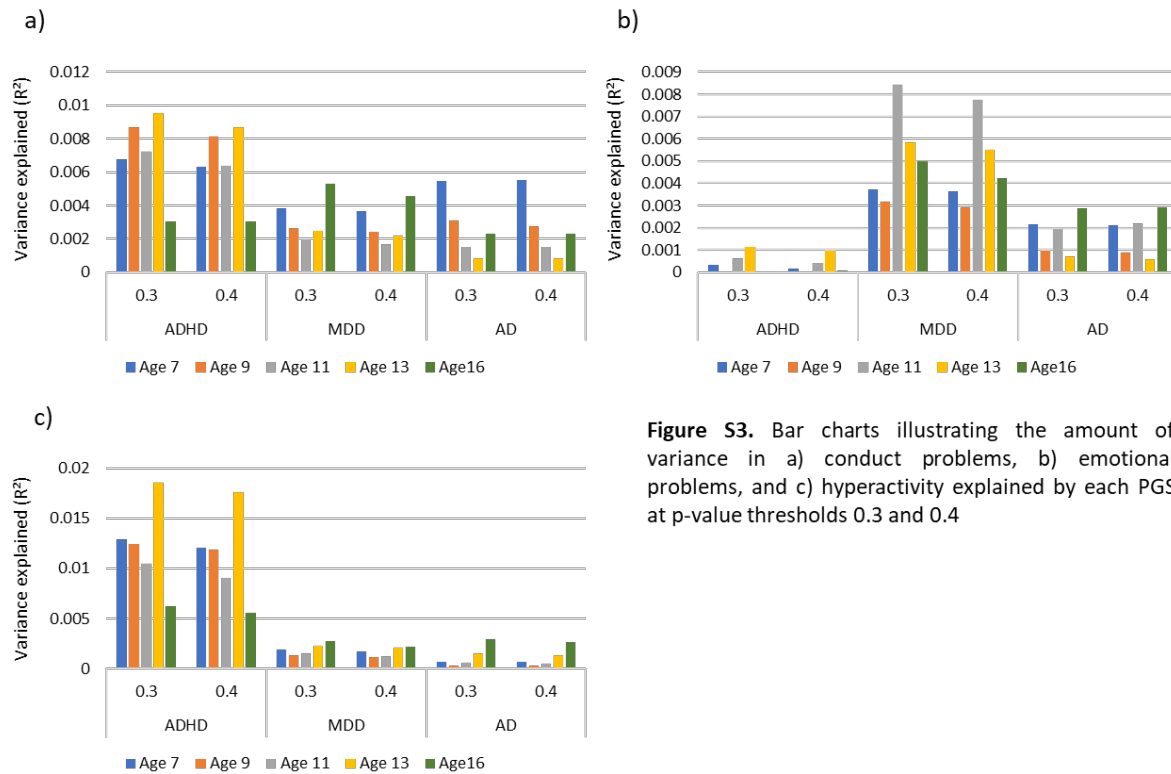 a)
Variance explained (R²)
0.012
0.01
0.008
0.006
0.004
0.002
0
0.3 0.4 0.3 0.4 0.3 0.4
ADHD MDD AD
Age 7 Age 9 Age 11 Age 13 Age16
b)
Variance explained (R²)
0.009
0.008
0.007
0.006
0.005
0.004
0.003
0.002
0.001
0
0.3 0.4 0.3 0.4 0.3 0.4
ADHD MDD AD
Age 7 Age 9 Age 11 Age 13 Age16
c)
Variance explained (R²)
0.02
0.015
0.01
0.005
0
0.3 0.4 0.3 0.4 0.3 0.4
ADHD MDD AD
Age 7 Age 9 Age 11 Age 13 Age16
Figure S3. Bar charts illustrating the amount of
variance in a) conduct problems, b) emotiona
problems, and c) hyperactivity explained by each PGS
at p-value thresholds 0.3 and 0.4